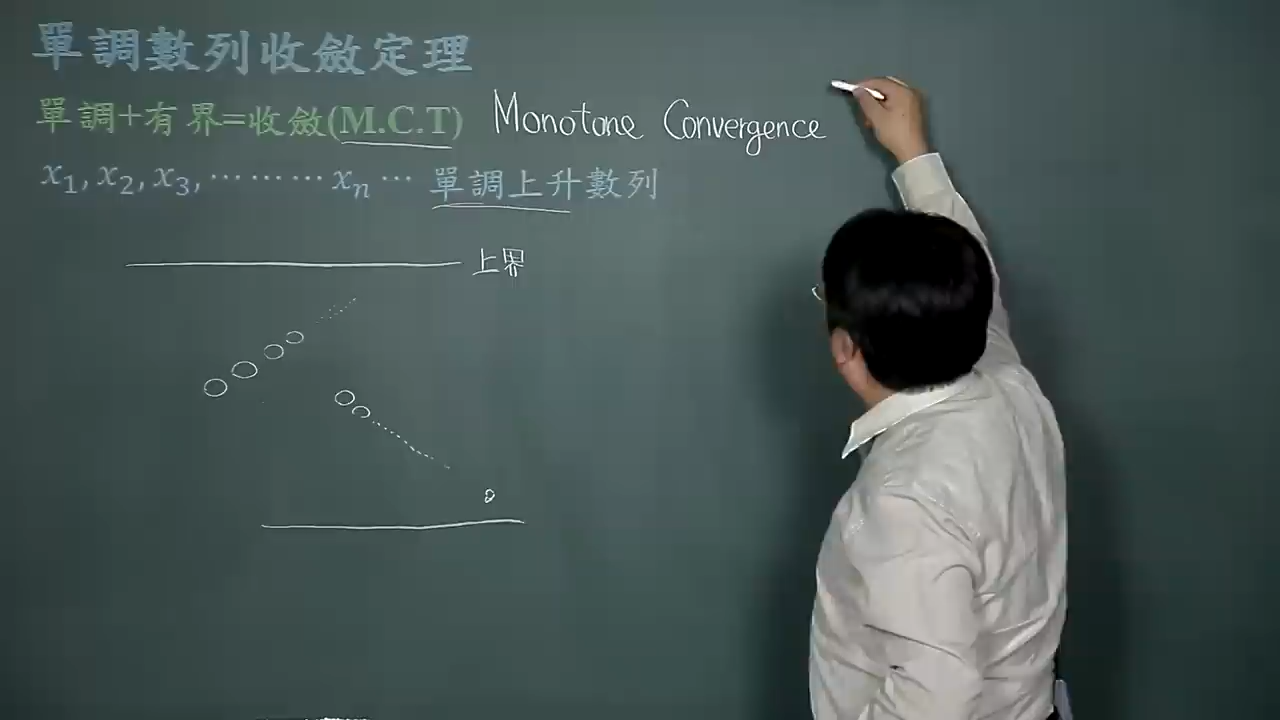 單調數列收斂定理
單調+有界=收斂(M.C.T) Monotone Convergence
x₁, x₂, x₃, ⋯⋯⋯ xₙ ⋯ 單調上升數列
上界